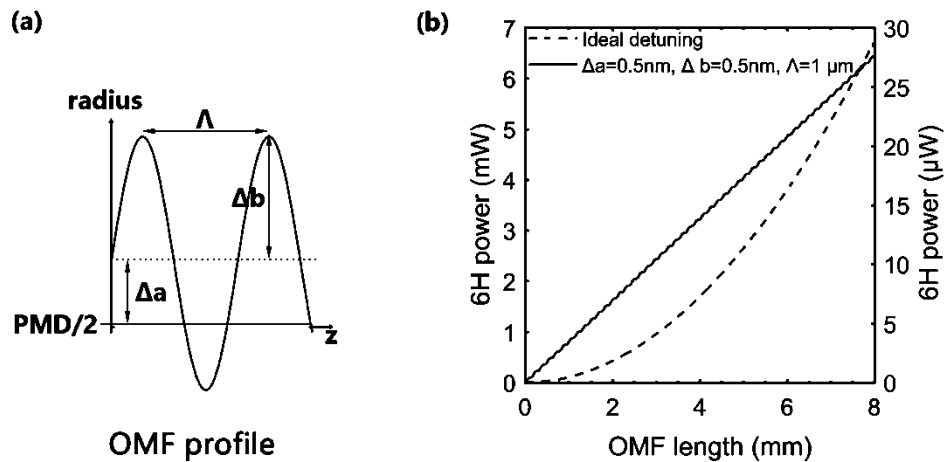 (a)
radius
Λ
Δb
Δa
PMD/2
z
OMF profile
(b)
7
6
5
4
3
2
1
0
6H power (mW)
Ideal detuning
Δa=0.5nm, Δ b=0.5nm, Λ=1 μm
30
25
20
15
10
5
0
6H power (μW)
0 2 4 6 8
OMF length (mm)